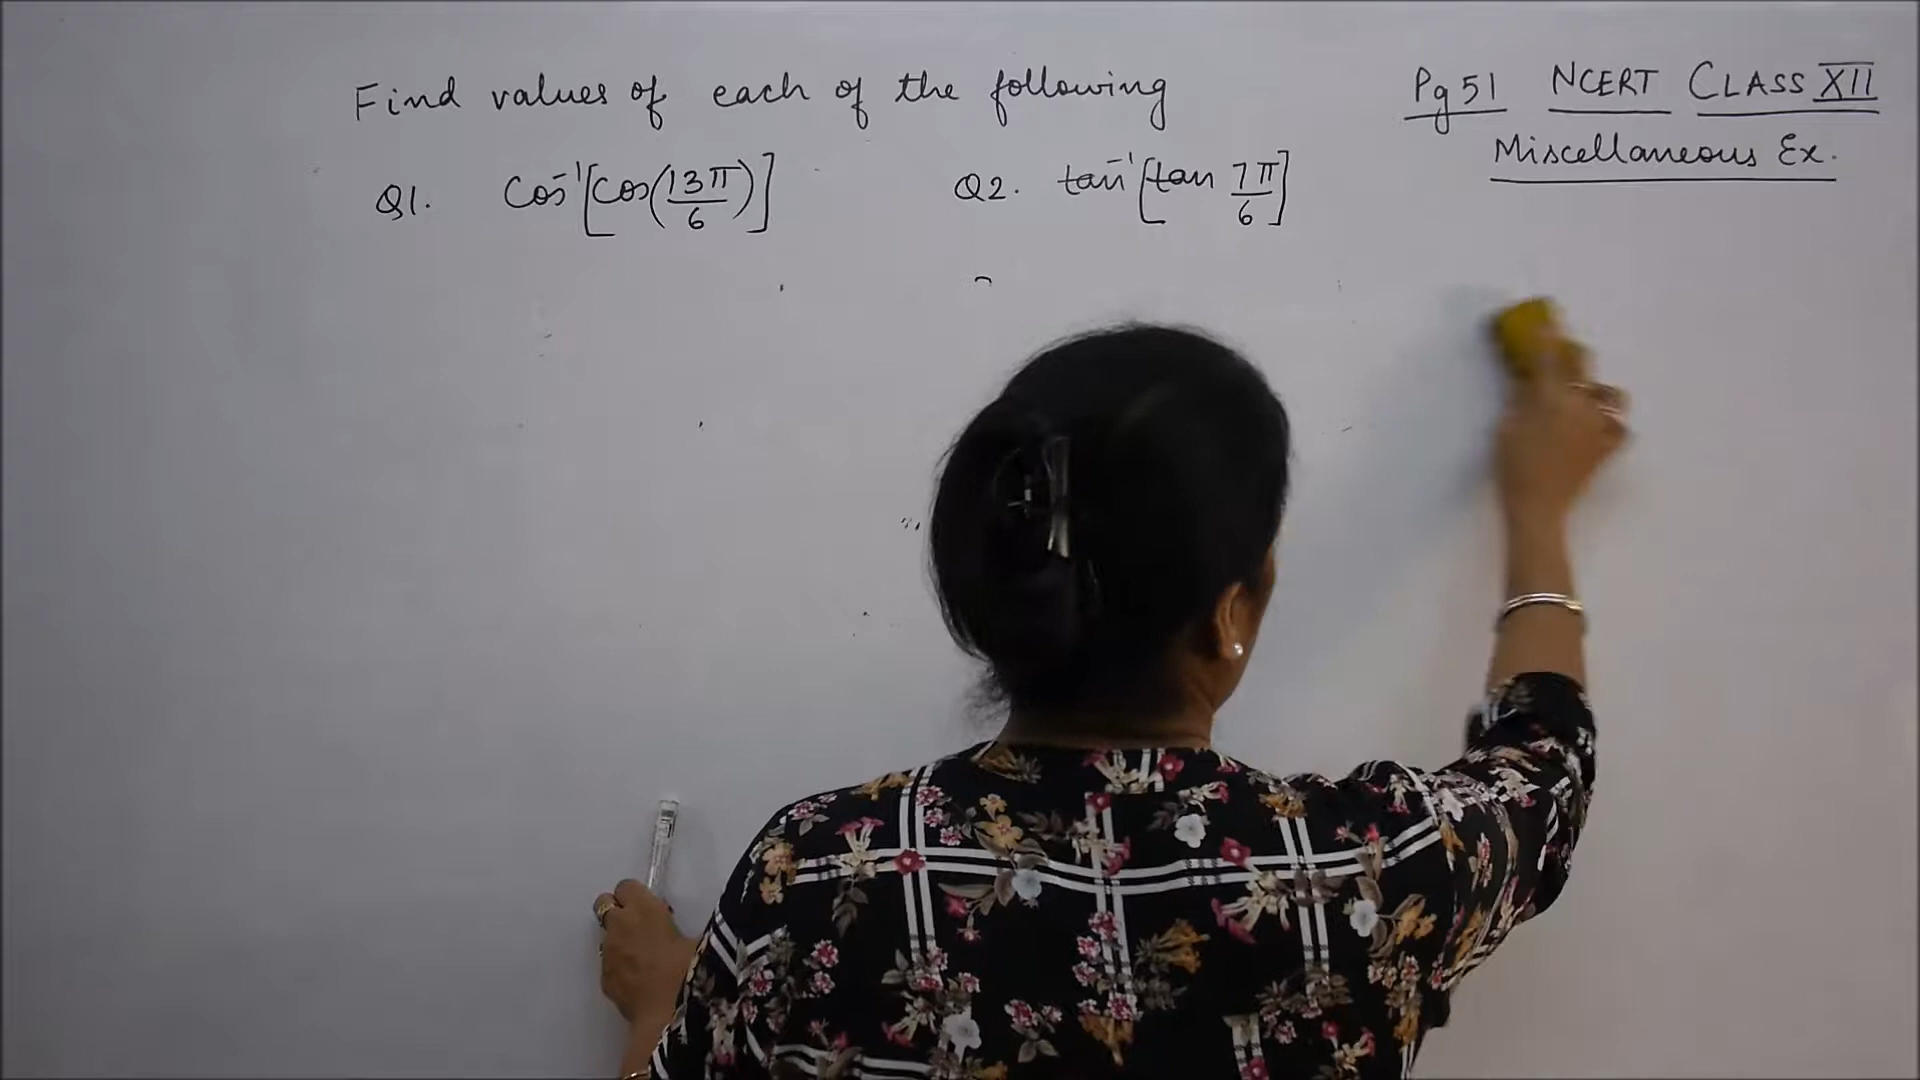 Find values of each of the following
Pg 51 NCERT CLASS XII
Miscellaneous Ex.
Q1. cos⁻¹[cos(13π/6)]
Q2. tan⁻¹[tan 7π/6]